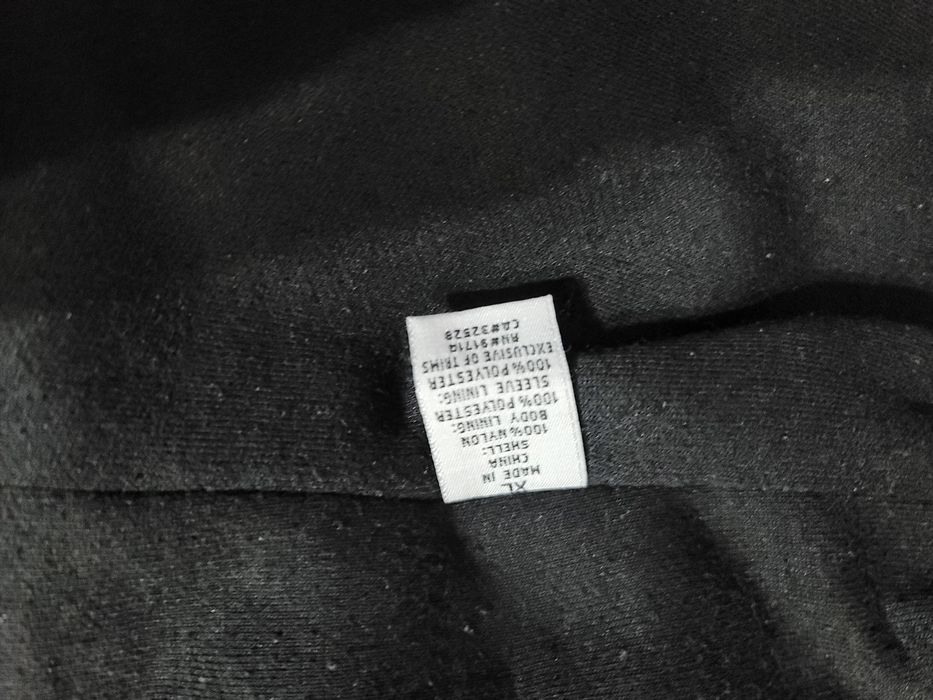 XL
MADE IN
CHINA
SHELL:
100% NYLON
BODY LINING:
100% POLYESTER
SLEEVE LINING:
100% POLYESTER
EXCLUSIVE OF TRIMS
RN#91714
CA#32528